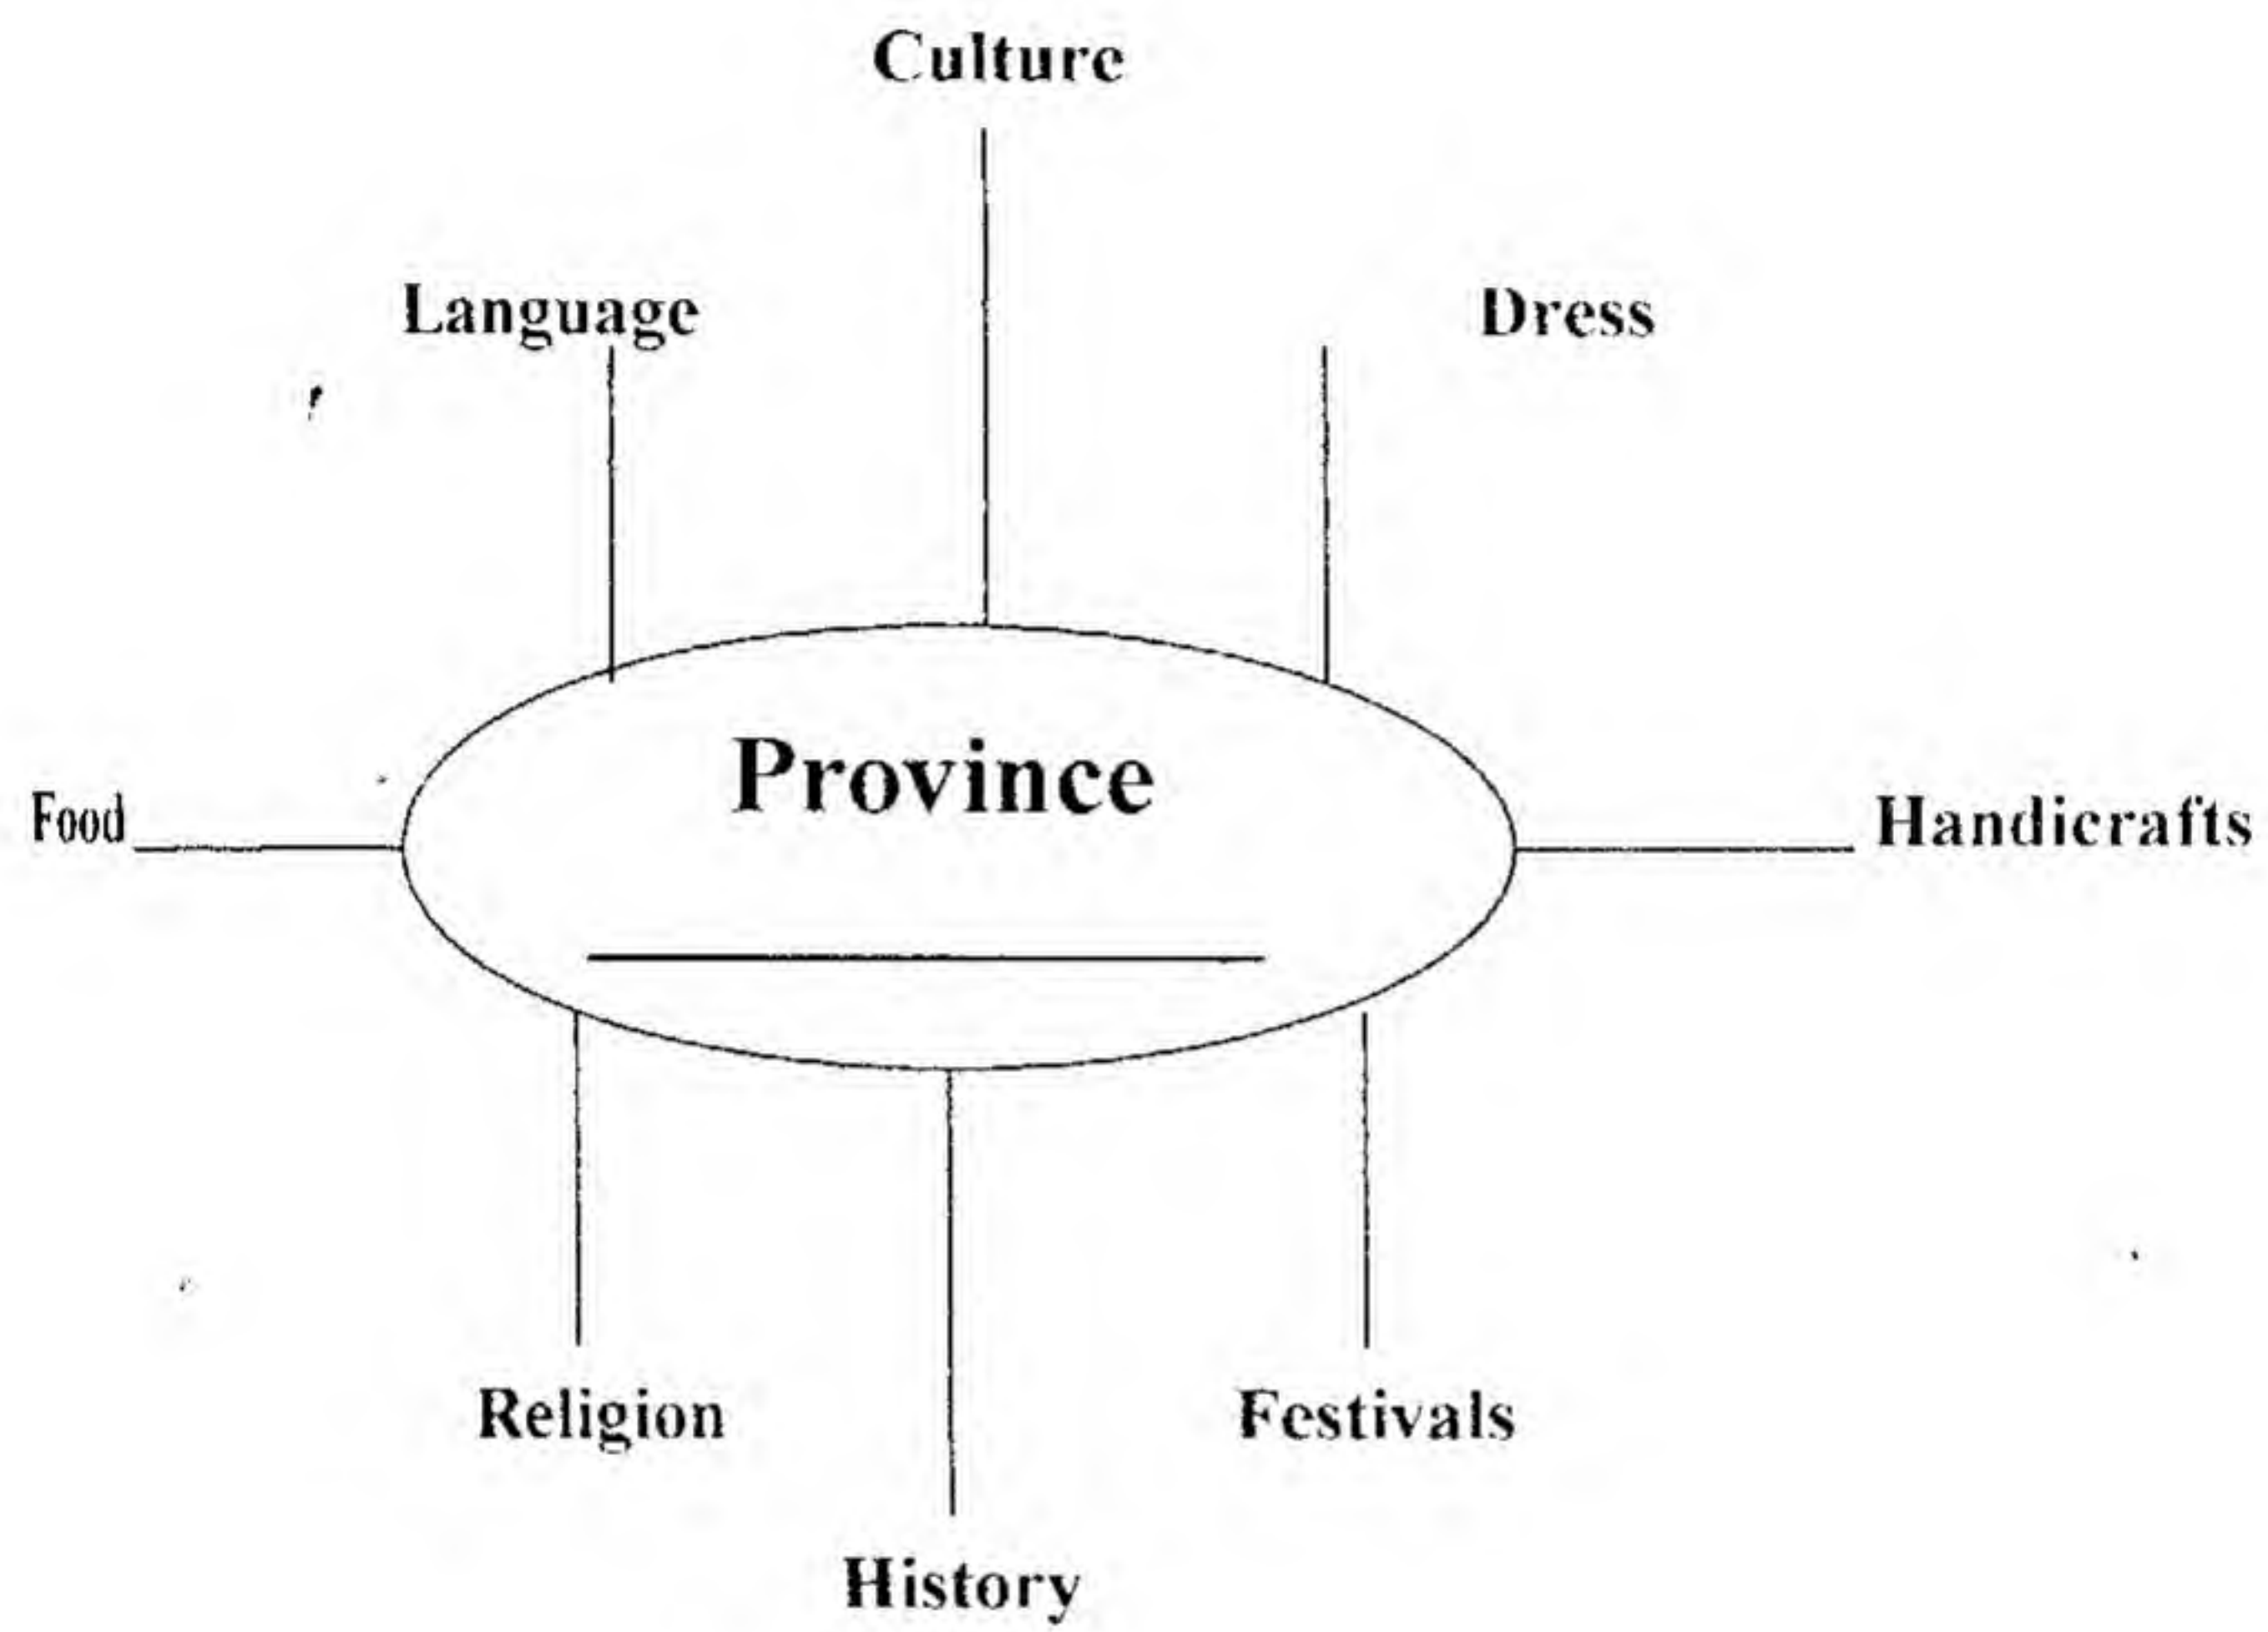 Culture
Language
Dress
Province
Food
Handicrafts
Religion
Festivals
History